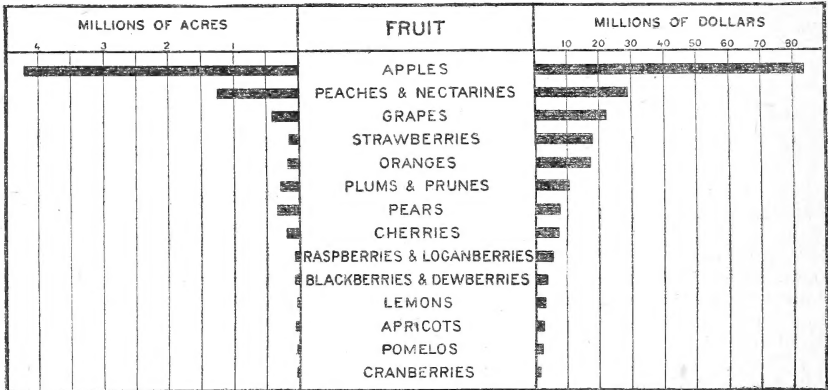 MILLIONS OF ACRES FRUIT MILLIONS OF DOLLARS
4 3 2 1 10 20 30 40 50 60 70 80
APPLES
PEACHES & NECTARINES
GRAPES
STRAWBERRIES
ORANGES
PLUMS & PRUNES
PEARS
CHERRIES
RASPBERRIES & LOGANBERRIES
BLACKBERRIES & DEWBERRIES
LEMONS
APRICOTS
POMELOS
CRANBERRIES